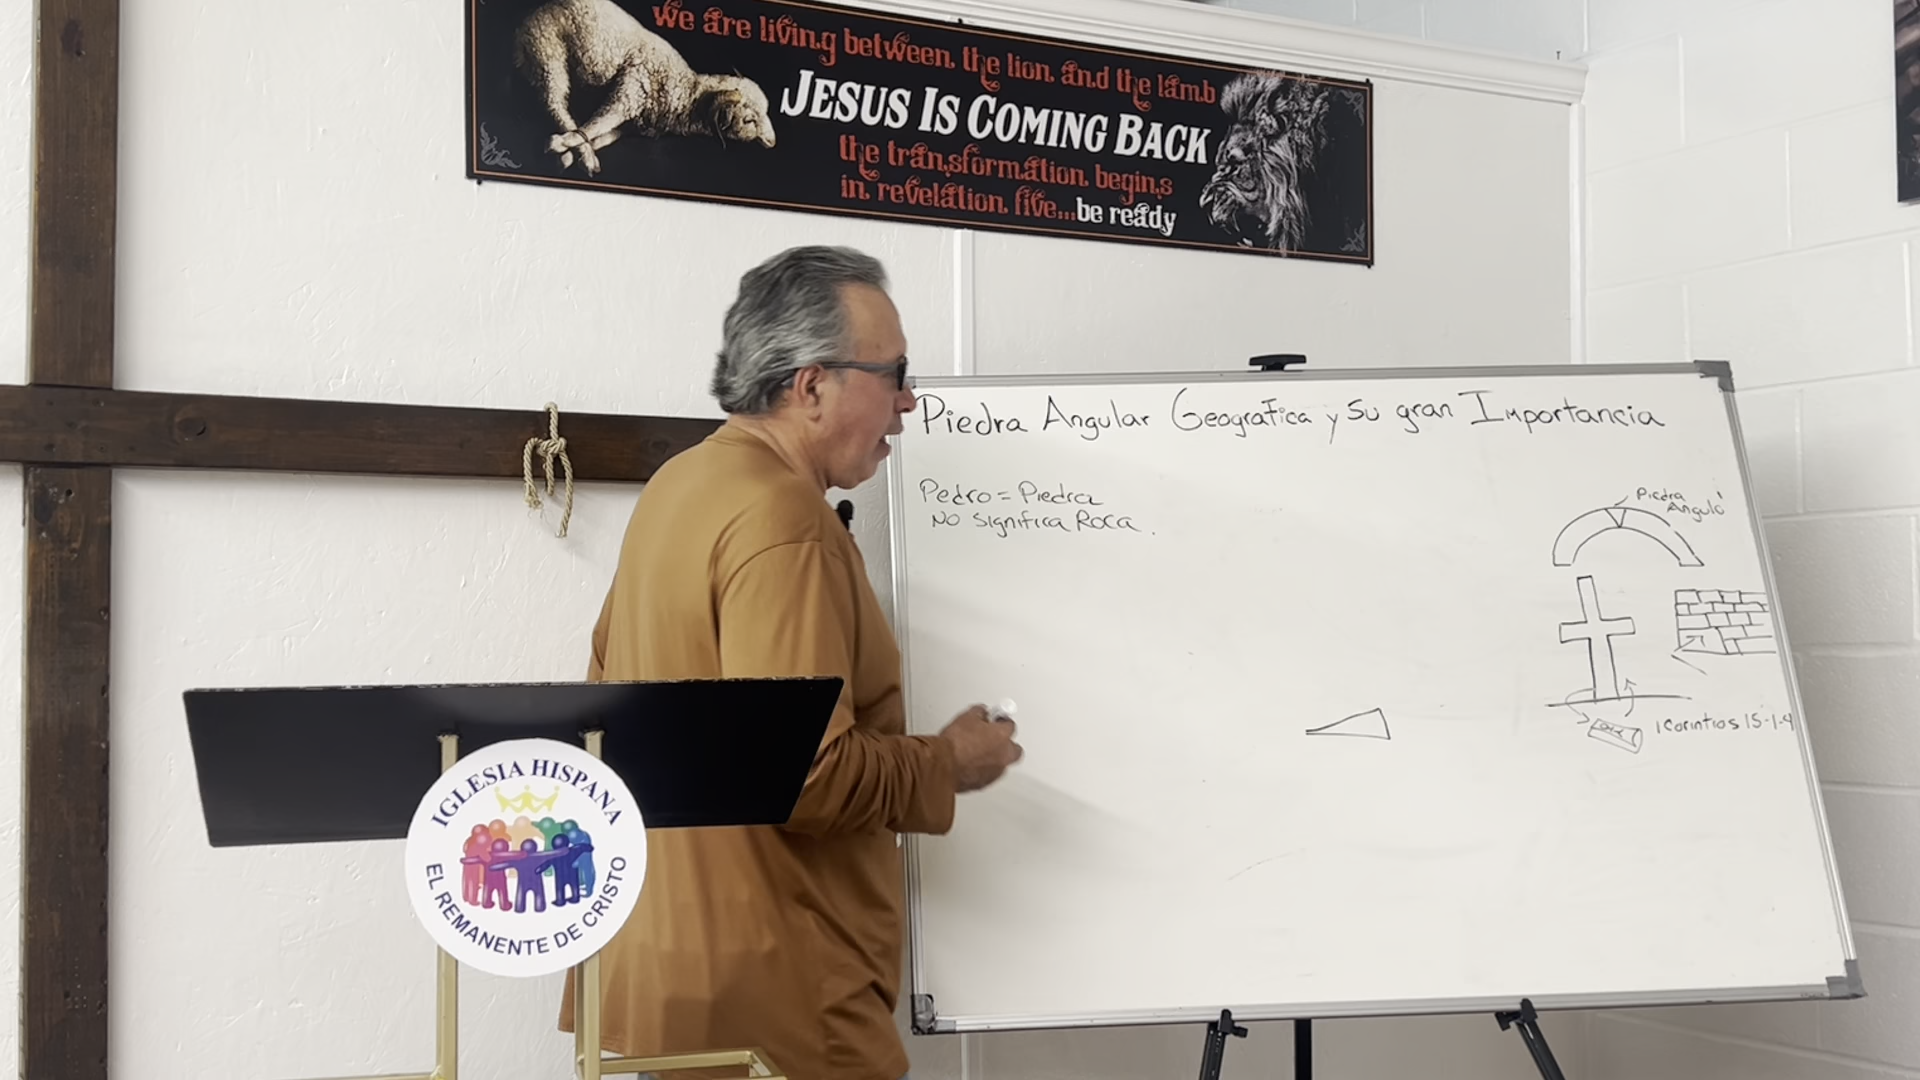 we are living between the lion and the lamb
JESUS IS COMING BACK
the transformation begins
in revelation five...be ready
Piedra Angular Geografica y su gran Importancia
Pedro = Piedra
No Significa Roca.
Piedra
Angul
1 Corintios 15-1-4
IGLESIA HISPANA
EL REMANENTE DE CRISTO